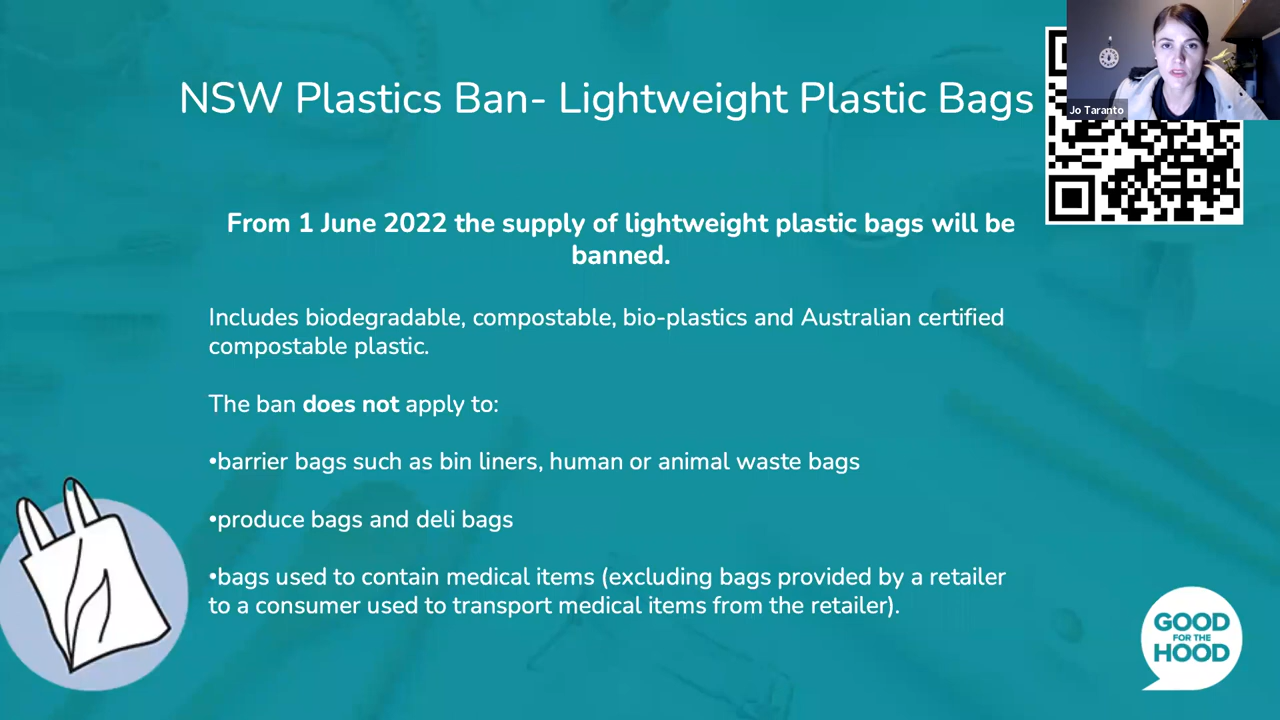 NSW Plastics Ban- Lightweight Plastic Bags
Jo Taranto
From 1 June 2022 the supply of lightweight plastic bags will be
banned.
Includes biodegradable, compostable, bio-plastics and Australian certified
compostable plastic.
The ban does not apply to:
•barrier bags such as bin liners, human or animal waste bags
•produce bags and deli bags
•bags used to contain medical items (excluding bags provided by a retailer
to a consumer used to transport medical items from the retailer).
GOOD
FOR THE
HOOD